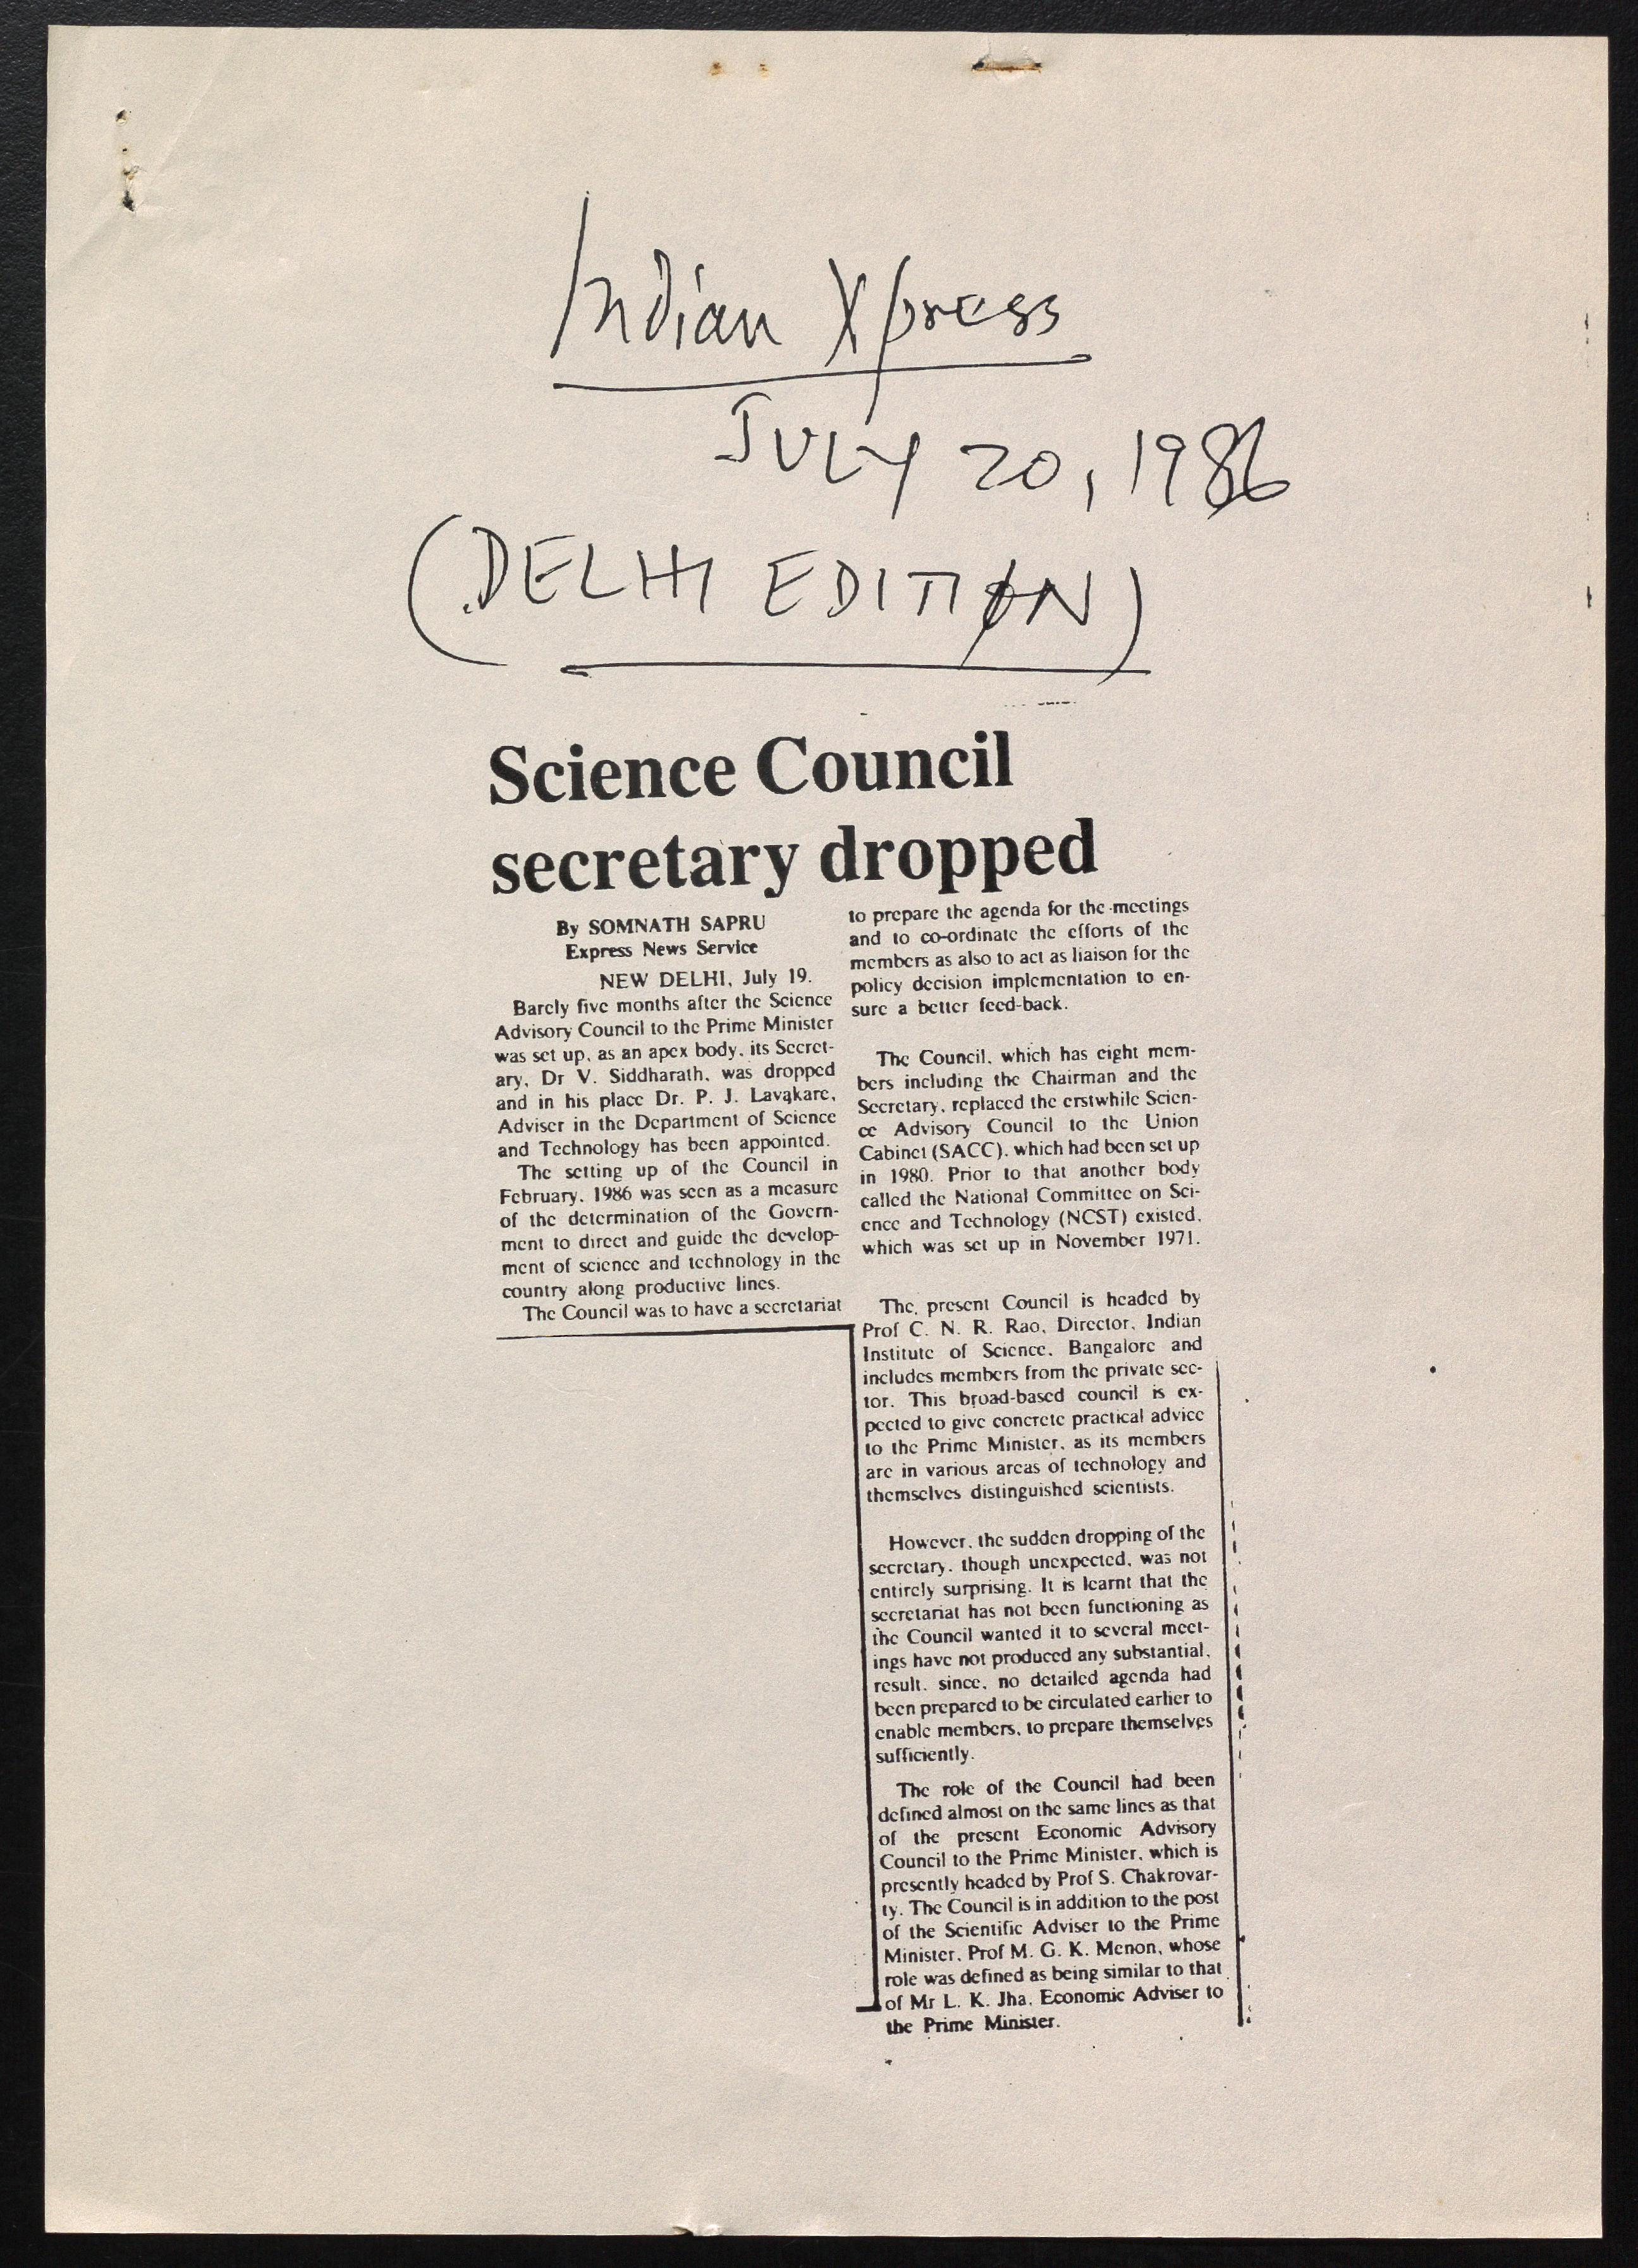 Indian Xpress
JULY 20, 1986
(DELHI EDITION)
Science Council
secretary dropped
By SOMNATH SAPRU
Express News Service
NEW DELHI, July 19.
Barely five months after the Science
Advisory Council to the Prime Minister
was set up, as an apex body, its Secret-
ary, Dr V. Siddharath, was dropped
and in his place Dr. P. J. Lavakare,
Adviser in the Department of Science
and Technology has been appointed.
The setting up of the Council in
February, 1986 was seen as a measure
of the determination of the Govern-
ment to direct and guide the develop-
ment of science and technology in the
country along productive lines.
The Council was to have a secretariat
to prepare the agenda for the meetings
and to co-ordinate the efforts of the
members as also to act as liaison for the
policy decision implementation to en-
sure a better feed-back.
The Council, which has eight mem-
bers including the Chairman and the
Secretary, replaced the erstwhile Scien-
ce Advisory Council to the Union
Cabinet (SACC), which had been set up
in 1980. Prior to that another body
called the National Committee on Sci-
ence and Technology (NCST) existed,
which was set up in November 1971.
The, present Council is headed by
Prof C. N. R. Rao, Director, Indian
Institute of Science, Bangalore and
includes members from the private sec-
tor. This broad-based council is ex-
pected to give concrete practical advice
to the Prime Minister, as its members
are in various areas of technology and
themselves distinguished scientists.
However, the sudden dropping of the
secretary, though unexpected, was not
entirely surprising. It is learnt that the
secretariat has not been functioning as
the Council wanted it to several meet-
ings have not produced any substantial,
result, since, no detailed agenda had
been prepared to be circulated earlier to
enable members, to prepare themselves
sufficiently.
The role of the Council had been
defined almost on the same lines as that
of the present Economic Advisory
Council to the Prime Minister, which is
presently headed by Prof S. Chakrovar-
ty. The Council is in addition to the post
of the Scientific Adviser to the Prime
Minister, Prof M. G. K. Menon, whose
role was defined as being similar to that
of Mr L. K. Jha, Economic Adviser to
the Prime Minister.